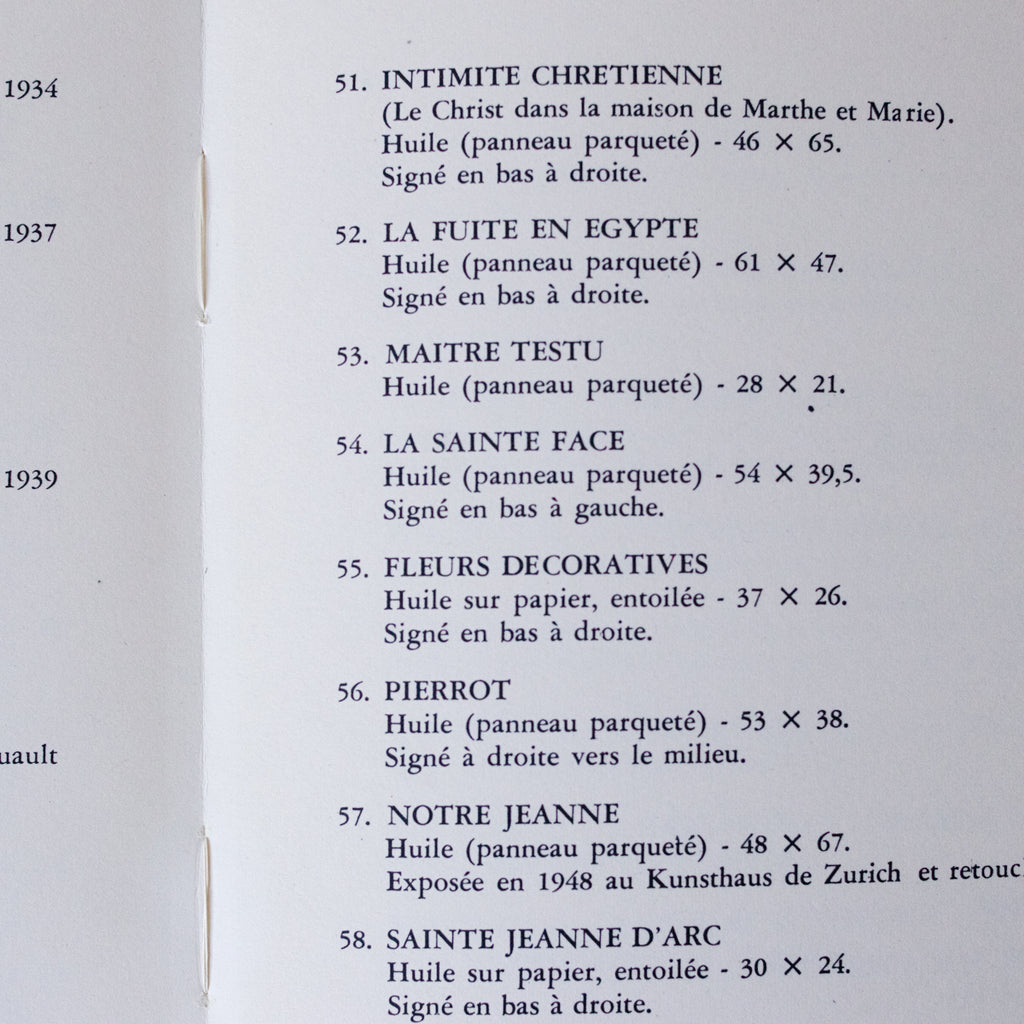 1934
1937
1939
uault
51. INTIMITE CHRETIENNE
(Le Christ dans la maison de Marthe et Marie).
Huile (panneau parqueté) - 46 × 65.
Signé en bas à droite.
52. LA FUITE EN EGYPTE
Huile (panneau parqueté) - 61 × 47.
Signé en bas à droite.
53. MAITRE TESTU
Huile (panneau parqueté) - 28 × 21.
54. LA SAINTE FACE
Huile (panneau parqueté) - 54 × 39,5.
Signé en bas à gauche.
55. FLEURS DECORATIVES
Huile sur papier, entoilée - 37 × 26.
Signé en bas à droite.
56. PIERROT
Huile (panneau parqueté) - 53 × 38.
Signé à droite vers le milieu.
57. NOTRE JEANNE
Huile (panneau parqueté) - 48 × 67.
Exposée en 1948 au Kunsthaus de Zurich et retouc
58. SAINTE JEANNE D'ARC
Huile sur papier, entoilée - 30 × 24.
Signé en bas à droite.